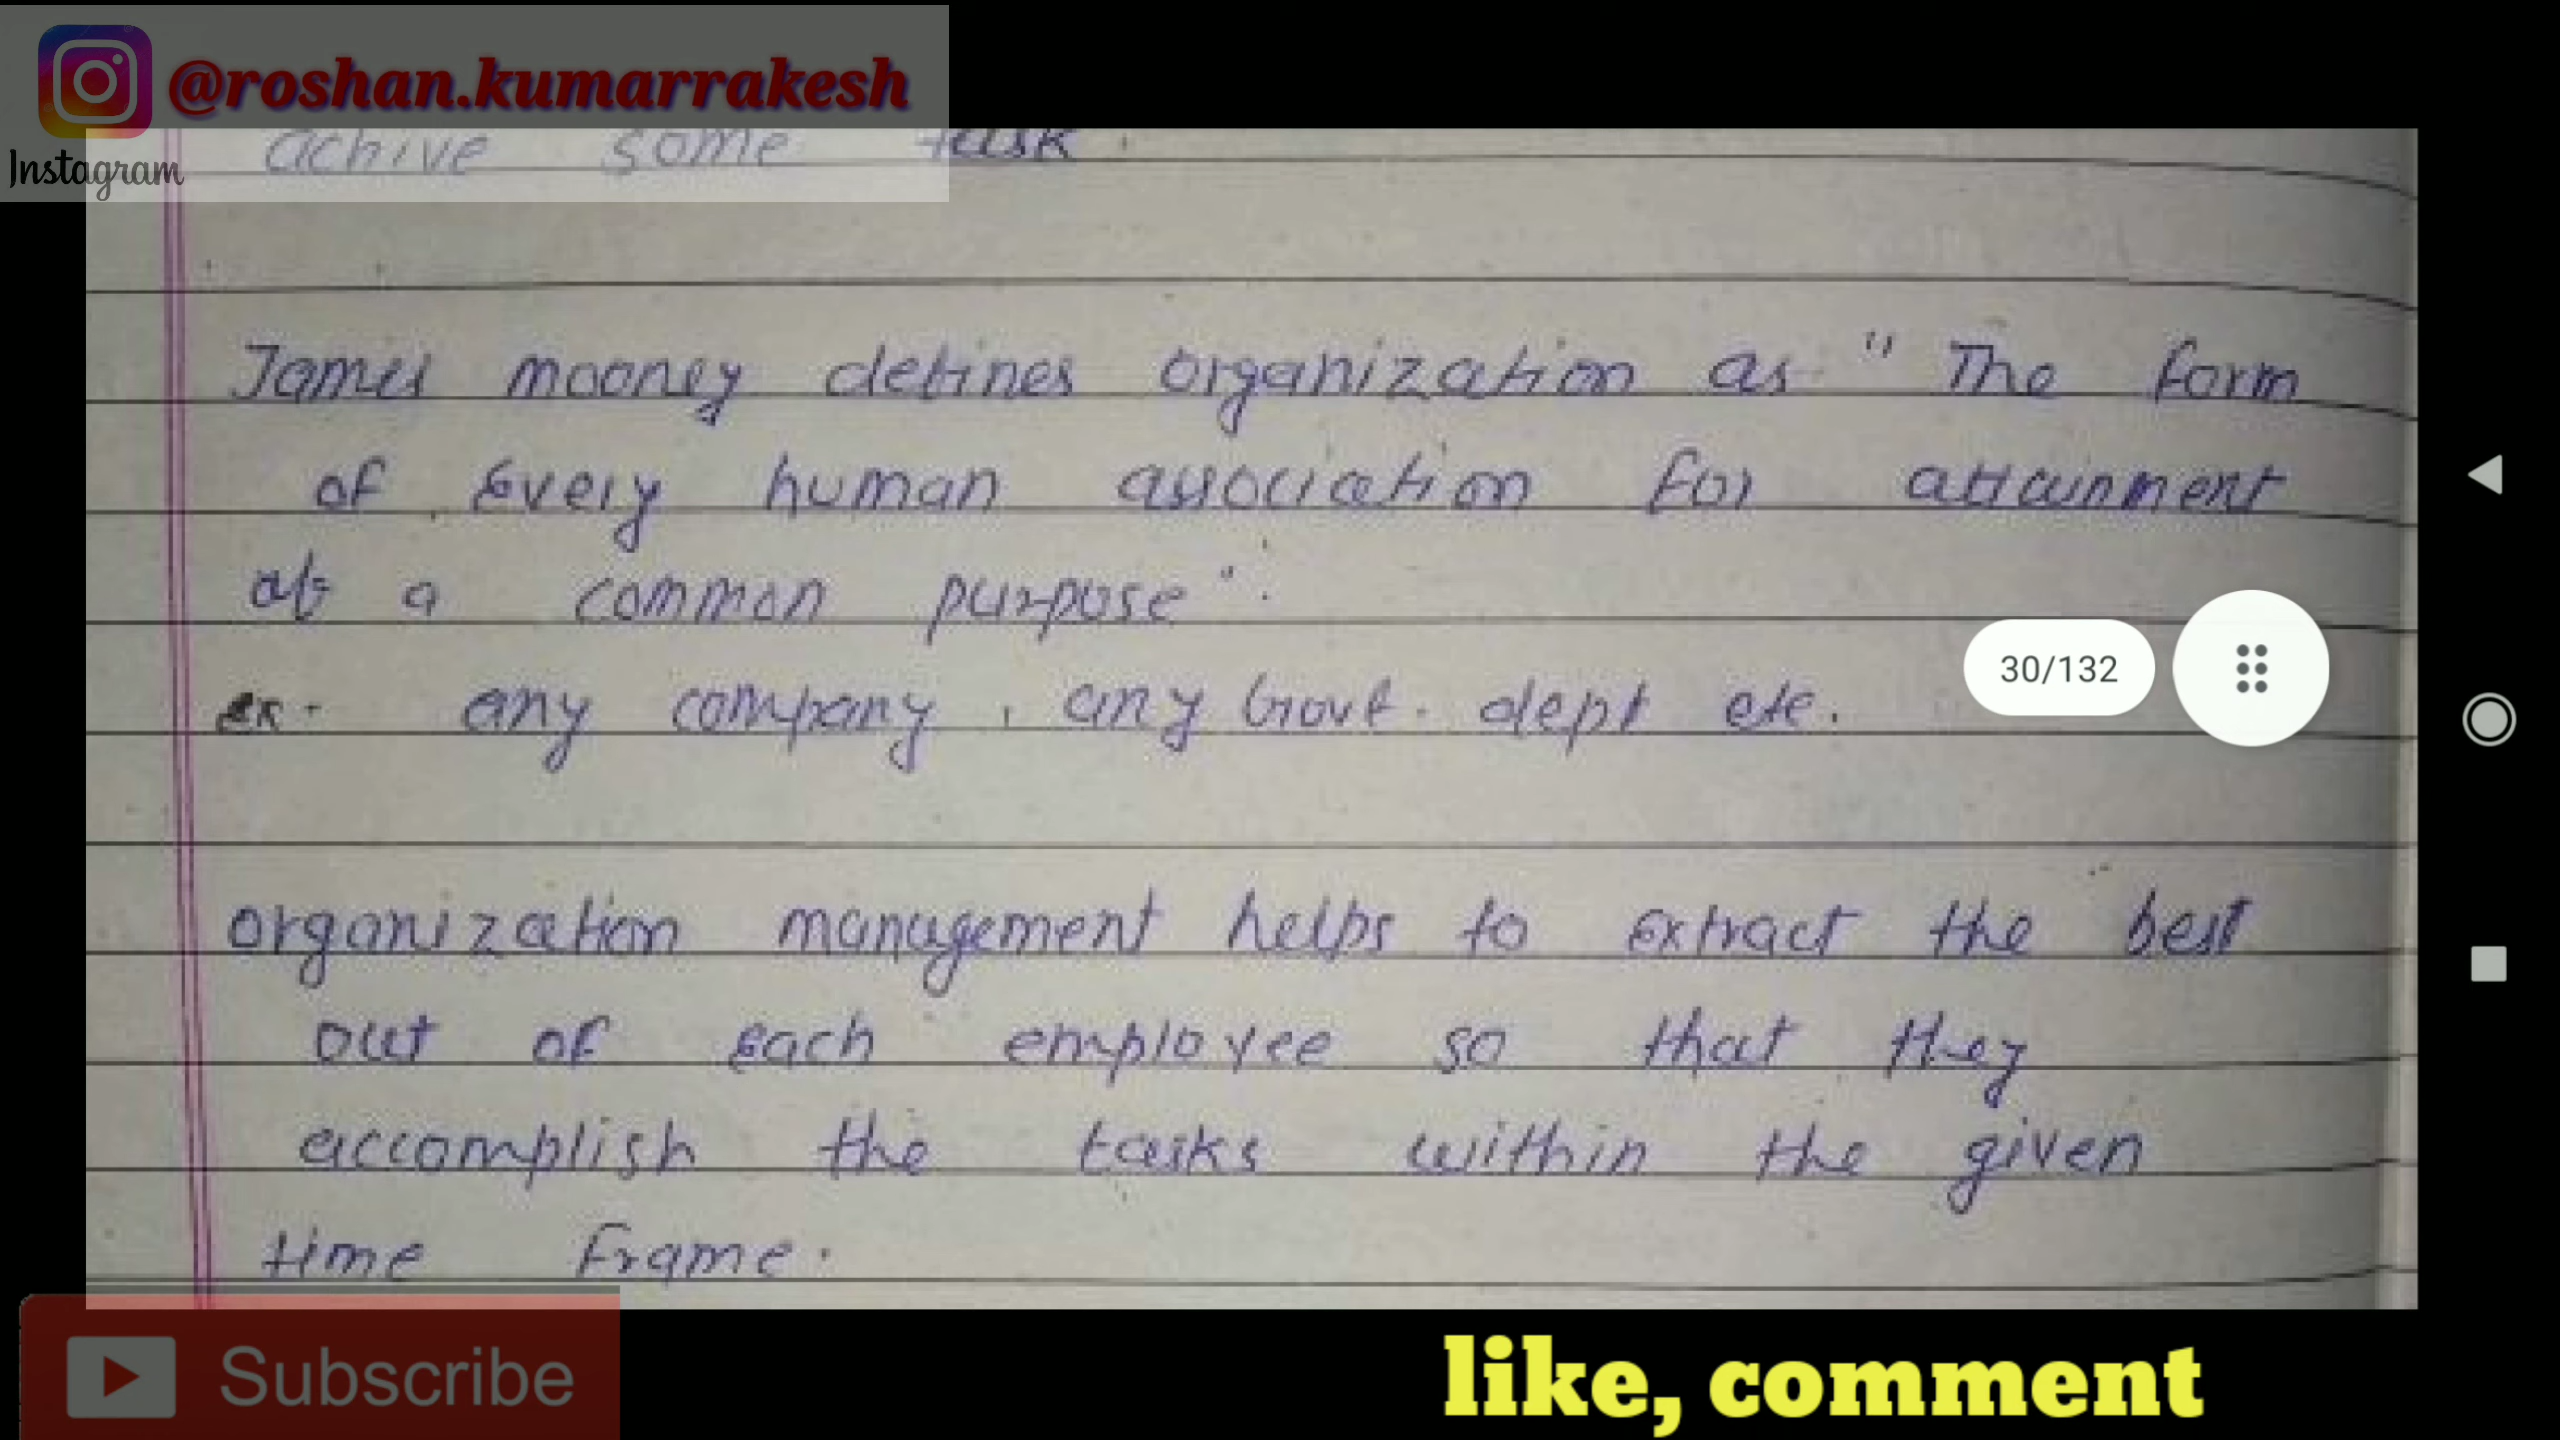 @roshan.kumarrakesh
Instagram
achive some task.
James mooney defines organization as " The form
of Every human association for attainment
of a common purpose".
ex. any company, any Govt. dept etc.
30/132
organization management helps to extract the best
out of each employee so that they
accomplish the tasks within the given
time frame.
Subscribe
like, comment